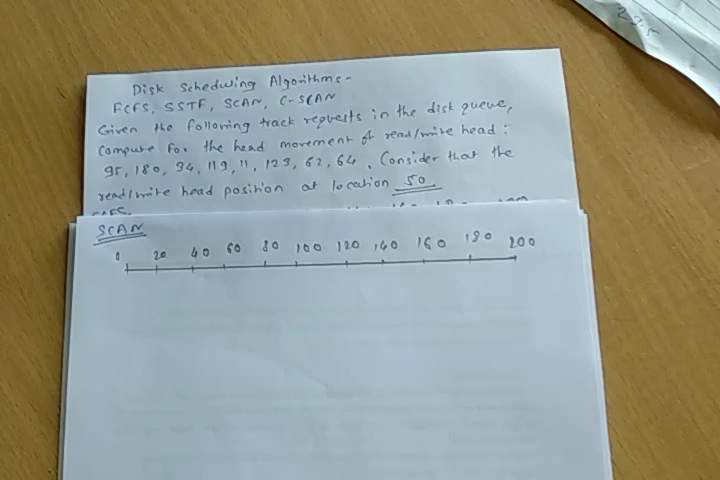 Disk Scheduling Algorithms-
FCFS, SSTF, SCAN, C-SCAN
Given the following track requests in the disk queue,
compute for the head movement of read/write head:
95, 180, 34, 119, 11, 123, 62, 64. Consider that the
read/write head position at location 50
SCAN
0 20 40 60 80 100 120 140 160 180 200